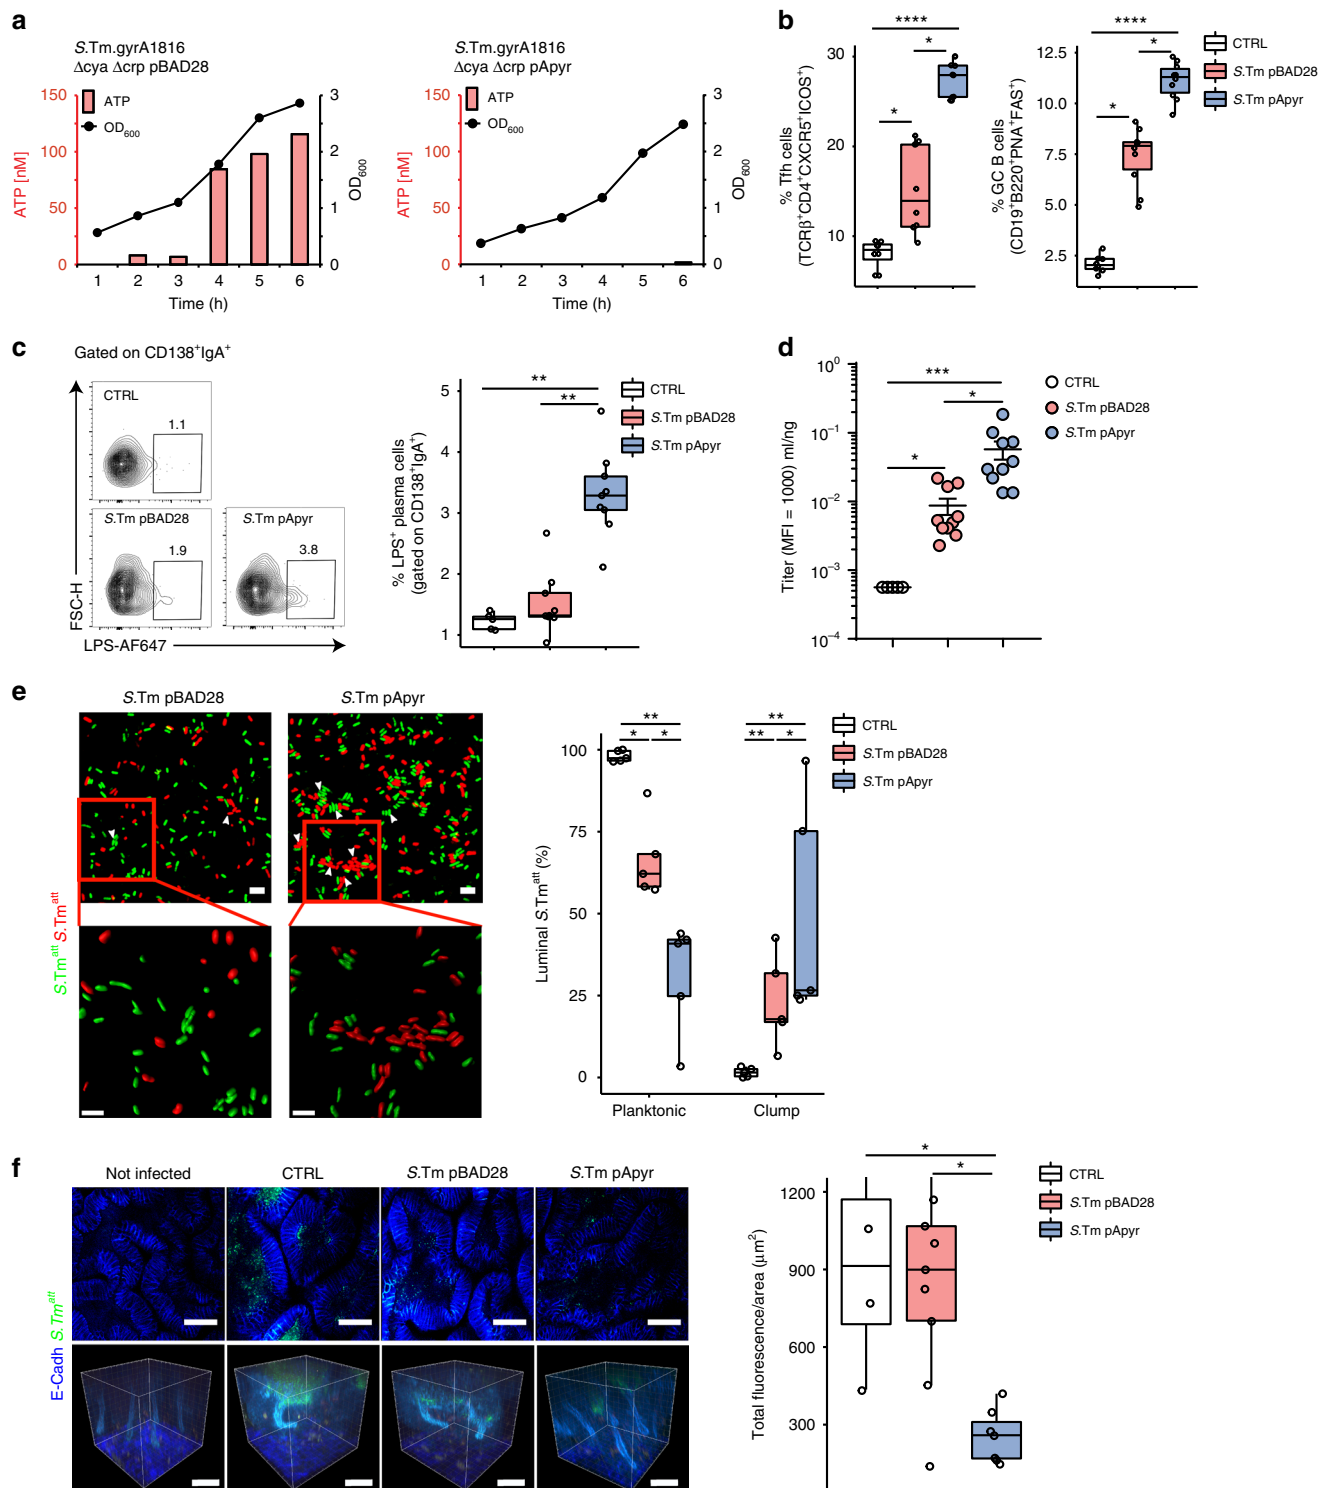 a
S.Tm.gyrA1816
Δcya Δcrp pBAD28
ATP
OD600
ATP [nM]
150
100
50
0
3
2
1
0
OD600
1 2 3 4 5 6
Time (h)
S.Tm.gyrA1816
Δcya Δcrp pApyr
ATP
OD600
ATP [nM]
150
100
50
0
3
2
1
0
OD600
1 2 3 4 5 6
Time (h)
b
% Tfh cells
(TCRβ+CD4+CXCR5+ICOS+)
30
20
10
****
*
*
% GC B cells
(CD19+B220+PNA+FAS+)
12.5
10.0
7.5
5.0
2.5
****
*
*
CTRL
S.Tm pBAD28
S.Tm pApyr
c
Gated on CD138+IgA+
CTRL
1.1
S.Tm pBAD28
1.9
S.Tm pApyr
3.8
FSC-H
LPS-AF647
% LPS+ plasma cells
(gated on CD138+IgA+)
5
4
3
2
1
**
**
CTRL
S.Tm pBAD28
S.Tm pApyr
d
Titer (MFI = 1000) ml/ng
10^0
10^−1
10^−2
10^−3
10^−4
***
*
*
CTRL
S.Tm pBAD28
S.Tm pApyr
e
S.Tm pBAD28
S.Tm pApyr
S.Tm^att S.Tm^att
Luminal S.Tm^att (%)
100
75
50
25
0
**
* *
**
** *
Planktonic
Clump
CTRL
S.Tm pBAD28
S.Tm pApyr
f
Not infected
CTRL
S.Tm pBAD28
S.Tm pApyr
E-Cadh S.Tm^att
Total fluorescence/area (μm²)
1200
900
600
300
*
*
CTRL
S.Tm pBAD28
S.Tm pApyr